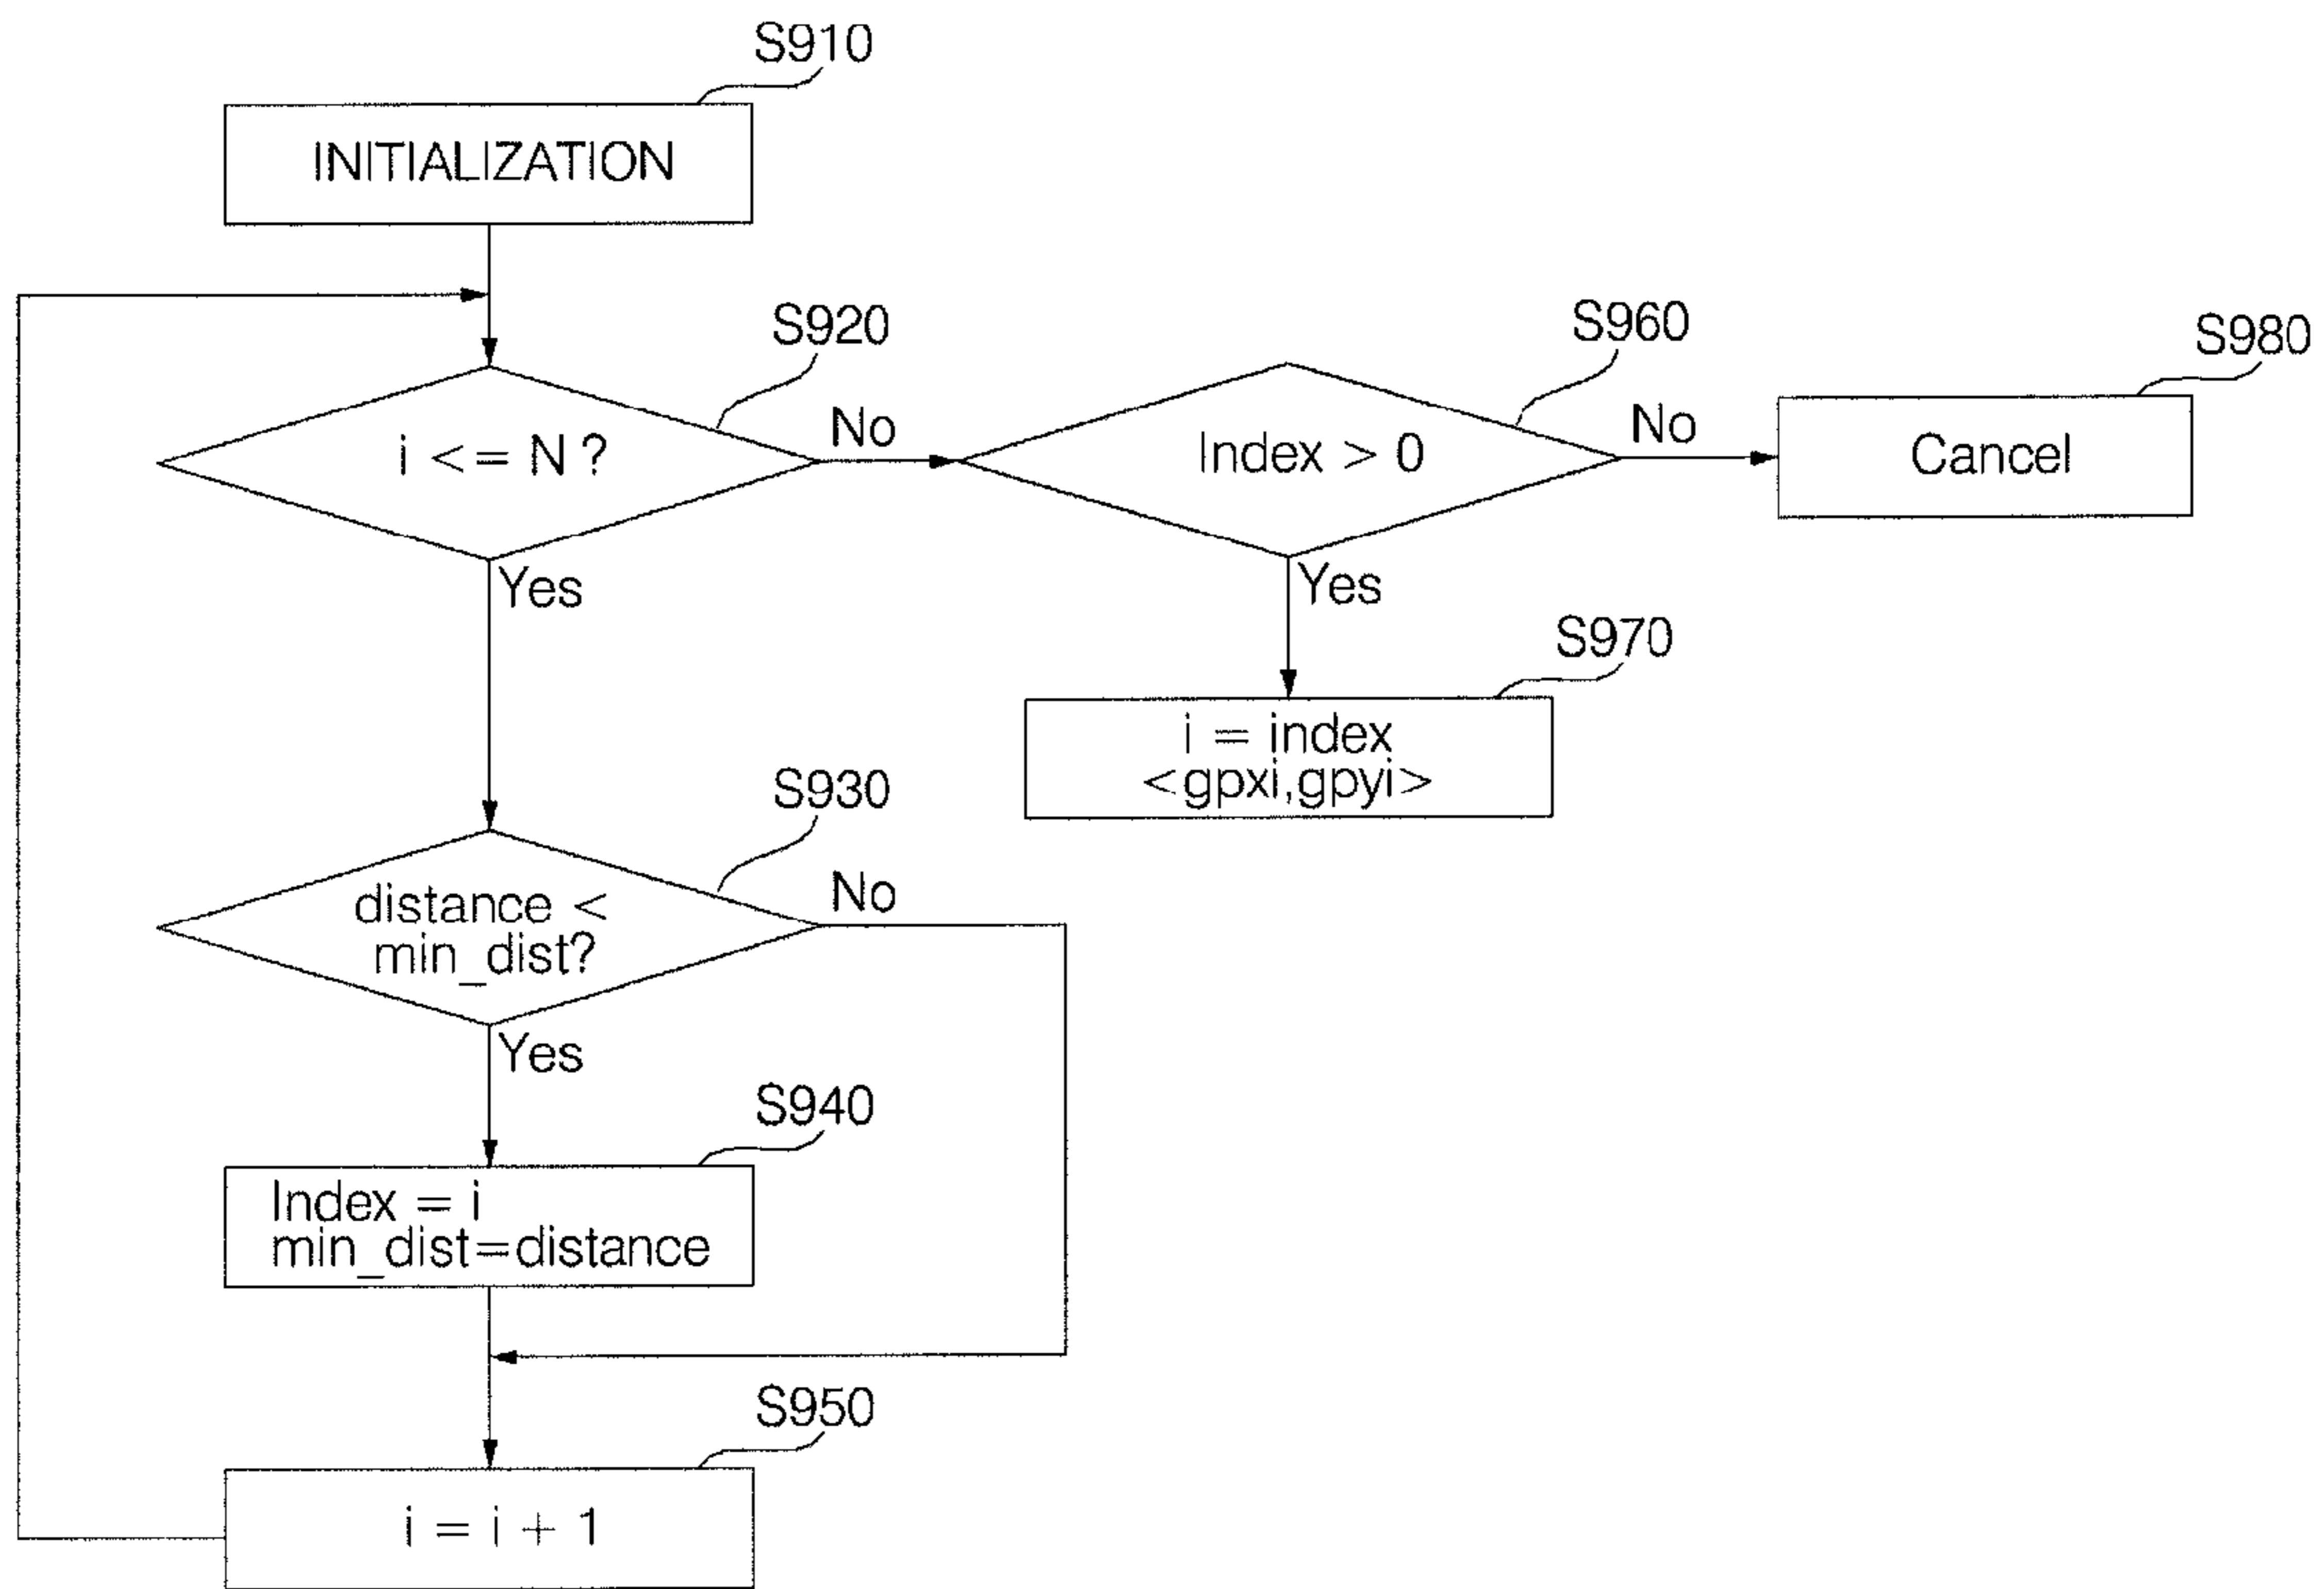 S910
INITIALIZATION
S920
i <= N ?
No
Yes
S960
Index > 0
No
Yes
S980
Cancel
S970
i = index
<gpxi,gpyi>
S930
distance <
min_dist?
No
Yes
S940
Index = i
min_dist=distance
S950
i = i + 1